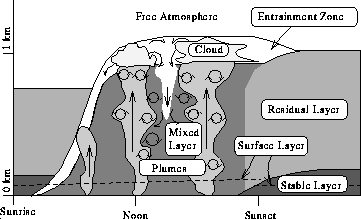 Free Atmosphere
Entrainment Zone
1 km
Cloud
Residual Layer
Mixed
Layer
Surface Layer
Plumes
Stable Layer
0 km
Sunrise
Noon
Sunset